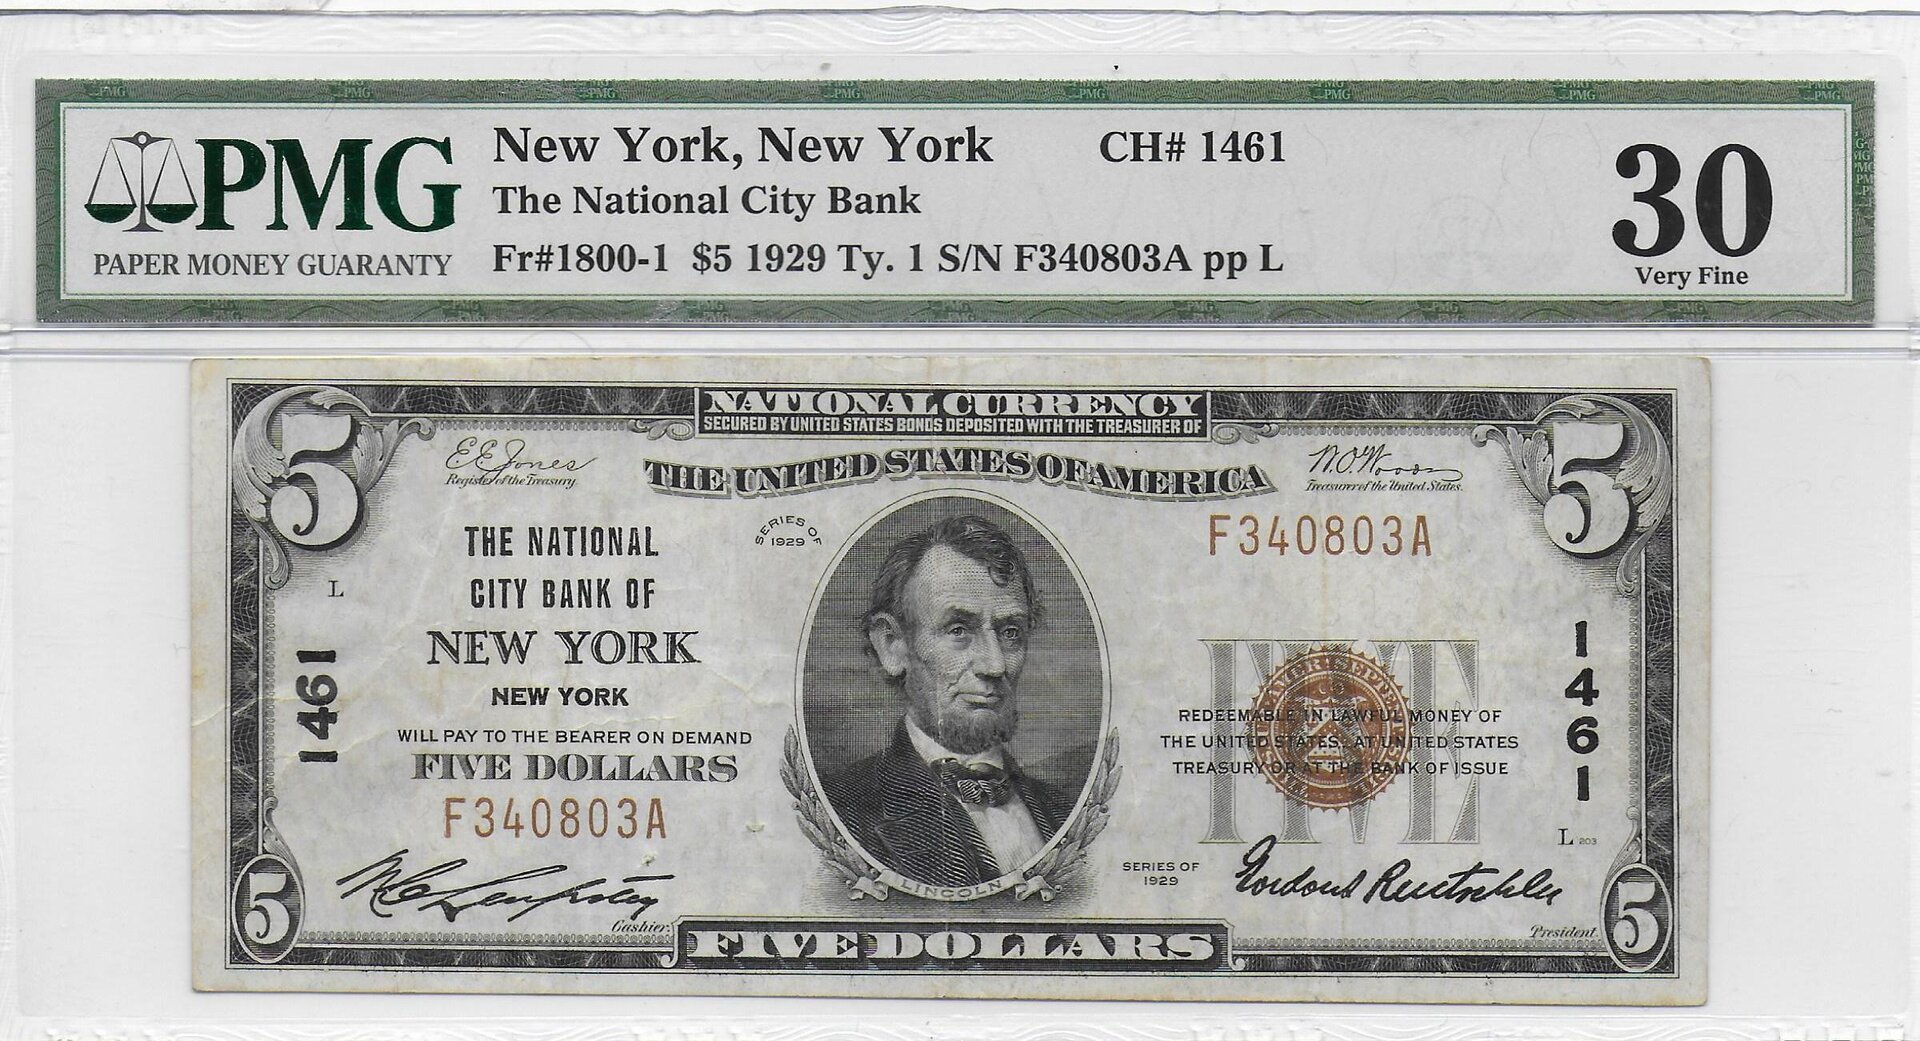 PMG
PAPER MONEY GUARANTY
New York, New York CH# 1461
The National City Bank
Fr#1800-1 $5 1929 Ty. 1 S/N F340803A pp L
30
Very Fine
NATIONAL CURRENCY
SECURED BY UNITED STATES BONDS DEPOSITED WITH THE TREASURER OF
THE UNITED STATES OF AMERICA
5
5
E E Jones
Register of the Treasury.
W.O. Woods
Treasurer of the United States.
SERIES OF
1929
F340803A
THE NATIONAL
CITY BANK OF
NEW YORK
NEW YORK
WILL PAY TO THE BEARER ON DEMAND
FIVE DOLLARS
F340803A
L
1461
1461
FIVE
REDEEMABLE IN LAWFUL MONEY OF
THE UNITED STATES AT UNITED STATES
TREASURY OR AT THE BANK OF ISSUE
L 203
LINCOLN
SERIES OF
1929
Cashier.
President.
5
FIVE DOLLARS
5